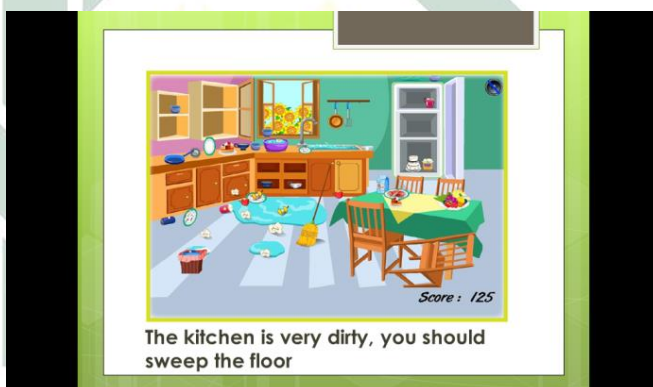 Score : 125
The kitchen is very dirty, you should
sweep the floor